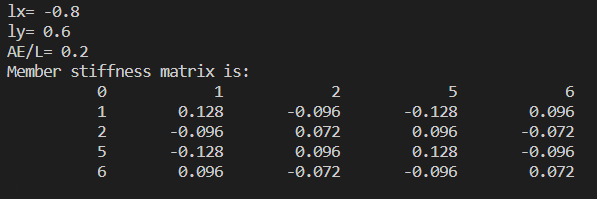 lx= -0.8
ly= 0.6
AE/L= 0.2
Member stiffness matrix is:
0 1 2 5 6
1 0.128 -0.096 -0.128 0.096
2 -0.096 0.072 0.096 -0.072
5 -0.128 0.096 0.128 -0.096
6 0.096 -0.072 -0.096 0.072